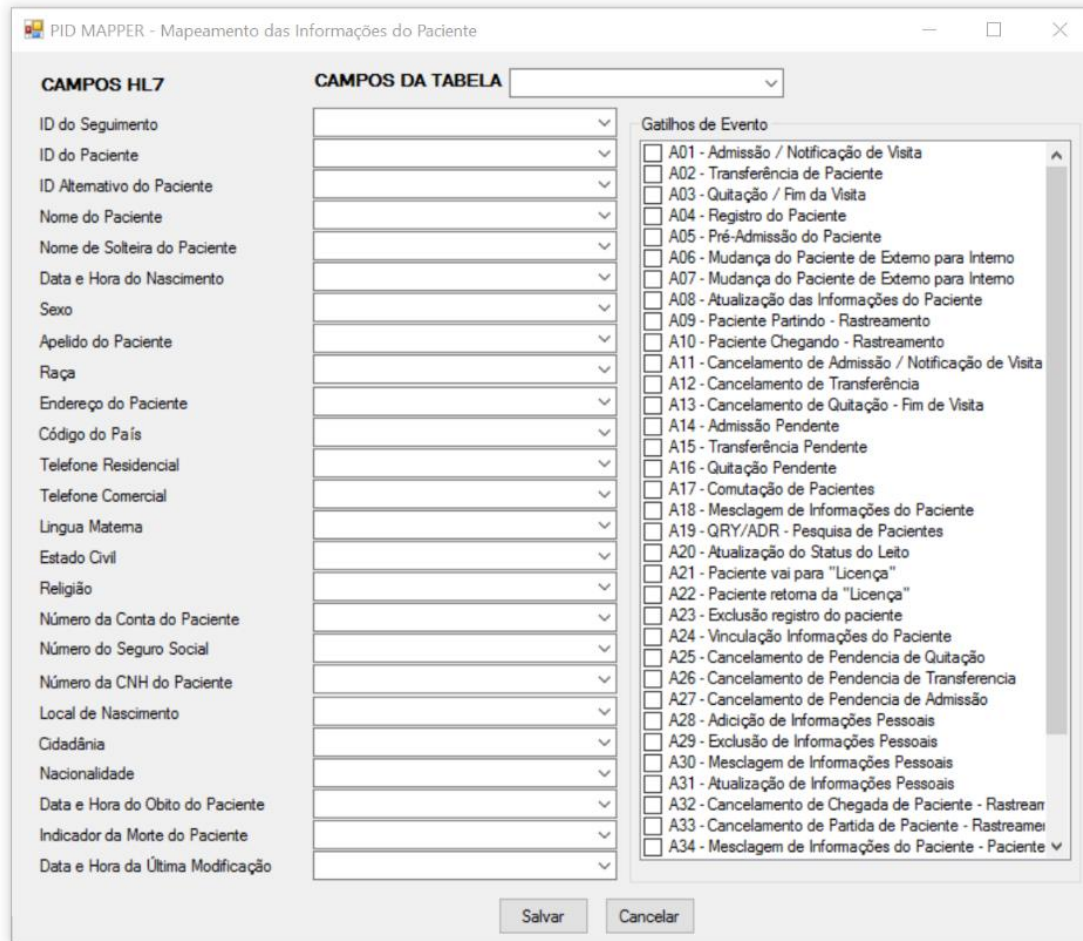 PID MAPPER - Mapeamento das Informações do Paciente
CAMPOS HL7
CAMPOS DA TABELA
ID do Seguimento
ID do Paciente
ID Alternativo do Paciente
Nome do Paciente
Nome de Solteira do Paciente
Data e Hora do Nascimento
Sexo
Apelido do Paciente
Raça
Endereço do Paciente
Código do País
Telefone Residencial
Telefone Comercial
Lingua Materna
Estado Civil
Religião
Número da Conta do Paciente
Número do Seguro Social
Número da CNH do Paciente
Local de Nascimento
Cidadânia
Nacionalidade
Data e Hora do Obito do Paciente
Indicador da Morte do Paciente
Data e Hora da Última Modificação
Gatilhos de Evento
A01 - Admissão / Notificação de Visita
A02 - Transferência de Paciente
A03 - Quitação / Fim da Visita
A04 - Registro do Paciente
A05 - Pré-Admissão do Paciente
A06 - Mudança do Paciente de Externo para Interno
A07 - Mudança do Paciente de Externo para Interno
A08 - Atualização das Informações do Paciente
A09 - Paciente Partindo - Rastreamento
A10 - Paciente Chegando - Rastreamento
A11 - Cancelamento de Admissão / Notificação de Visita
A12 - Cancelamento de Transferência
A13 - Cancelamento de Quitação - Fim de Visita
A14 - Admissão Pendente
A15 - Transferência Pendente
A16 - Quitação Pendente
A17 - Comutação de Pacientes
A18 - Mesclagem de Informações do Paciente
A19 - QRY/ADR - Pesquisa de Pacientes
A20 - Atualização do Status do Leito
A21 - Paciente vai para "Licença"
A22 - Paciente retorna da "Licença"
A23 - Exclusão registro do paciente
A24 - Vinculação Informações do Paciente
A25 - Cancelamento de Pendencia de Quitação
A26 - Cancelamento de Pendencia de Transferencia
A27 - Cancelamento de Pendencia de Admissão
A28 - Adicição de Informações Pessoais
A29 - Exclusão de Informações Pessoais
A30 - Mesclagem de Informações Pessoais
A31 - Atualização de Informações Pessoais
A32 - Cancelamento de Chegada de Paciente - Rastream
A33 - Cancelamento de Partida de Paciente - Rastreamer
A34 - Mesclagem de Informações do Paciente - Paciente
Salvar
Cancelar